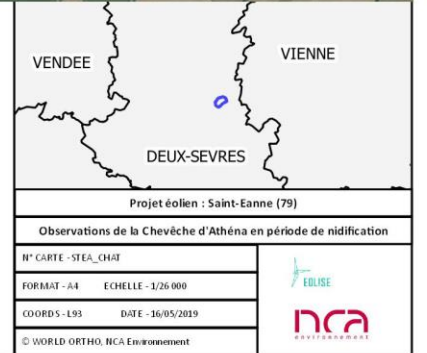 VENDEE
VIENNE
DEUX-SEVRES
Projet éolien : Saint-Eanne (79)
Observations de la Chevêche d'Athéna en période de nidification
N° CARTE - STEA_CHAT
FORMAT - A4 ECHELLE - 1/26 000
COORDS - L93 DATE - 16/05/2019
© WORLD ORTHO, NCA Environnement
EOLISE
nca
environnement